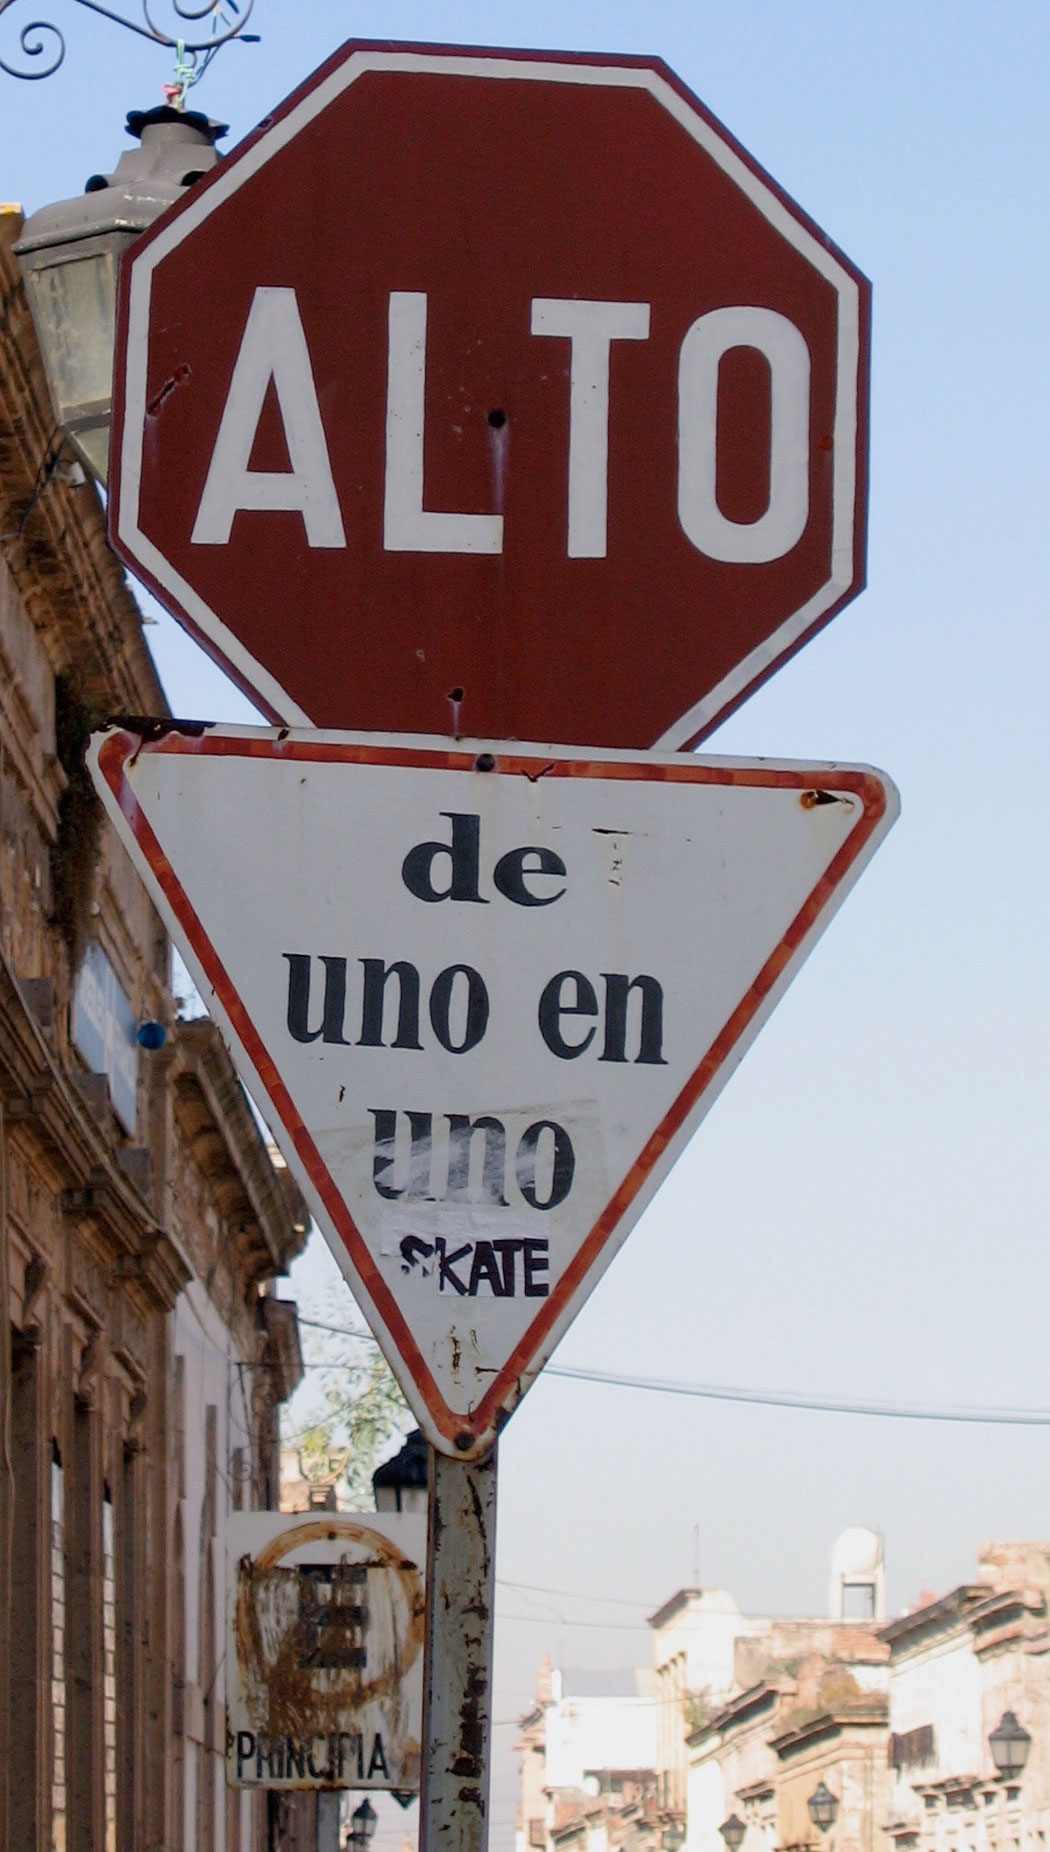 ALTO
de
uno en
uno
SKATE
E
PRINCIPIA